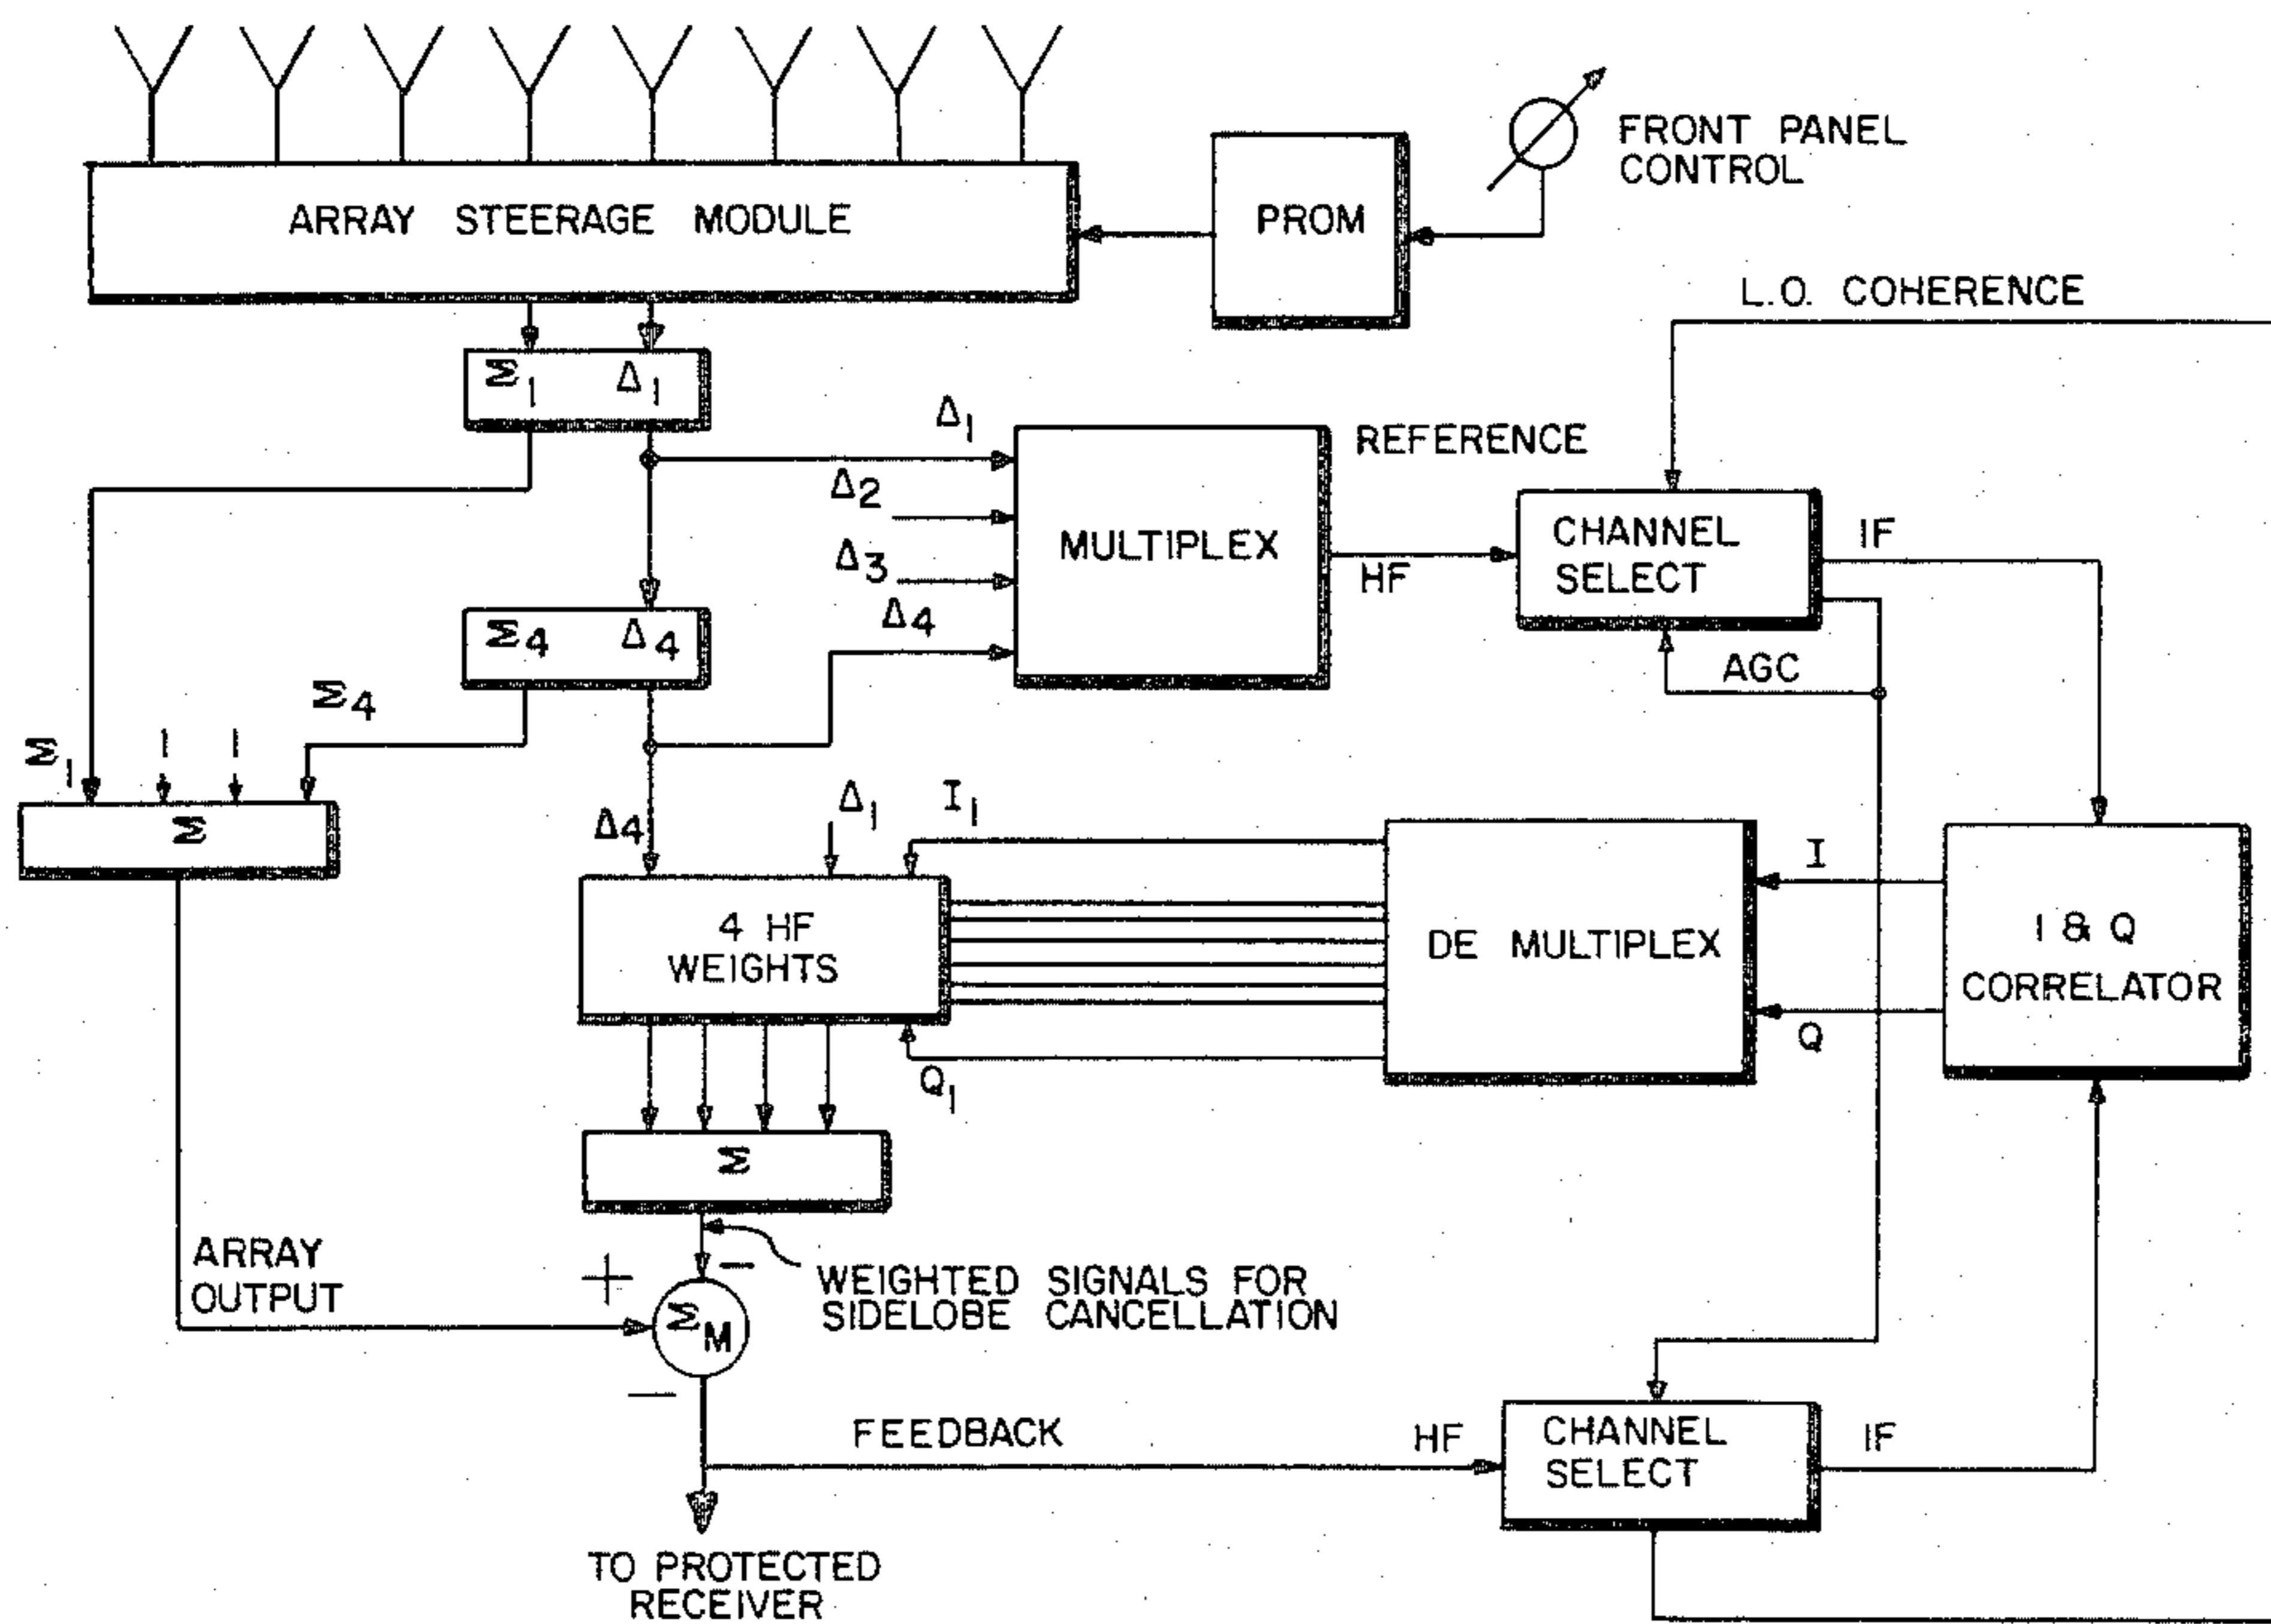 FRONT PANEL
CONTROL
ARRAY STEERAGE MODULE
PROM
L.O. COHERENCE
Σ1 Δ1
Δ1
REFERENCE
Δ2
MULTIPLEX
CHANNEL
SELECT
IF
Δ3
HF
Δ4
Σ4 Δ4
AGC
Σ4
Σ1
Σ
Δ4
Δ1
I1
I
4 HF
WEIGHTS
DE MULTIPLEX
I & Q
CORRELATOR
Q
Q1
Σ
ARRAY
OUTPUT
+
−
WEIGHTED SIGNALS FOR
SIDELOBE CANCELLATION
ΣM
−
FEEDBACK
HF
CHANNEL
SELECT
IF
TO PROTECTED
RECEIVER